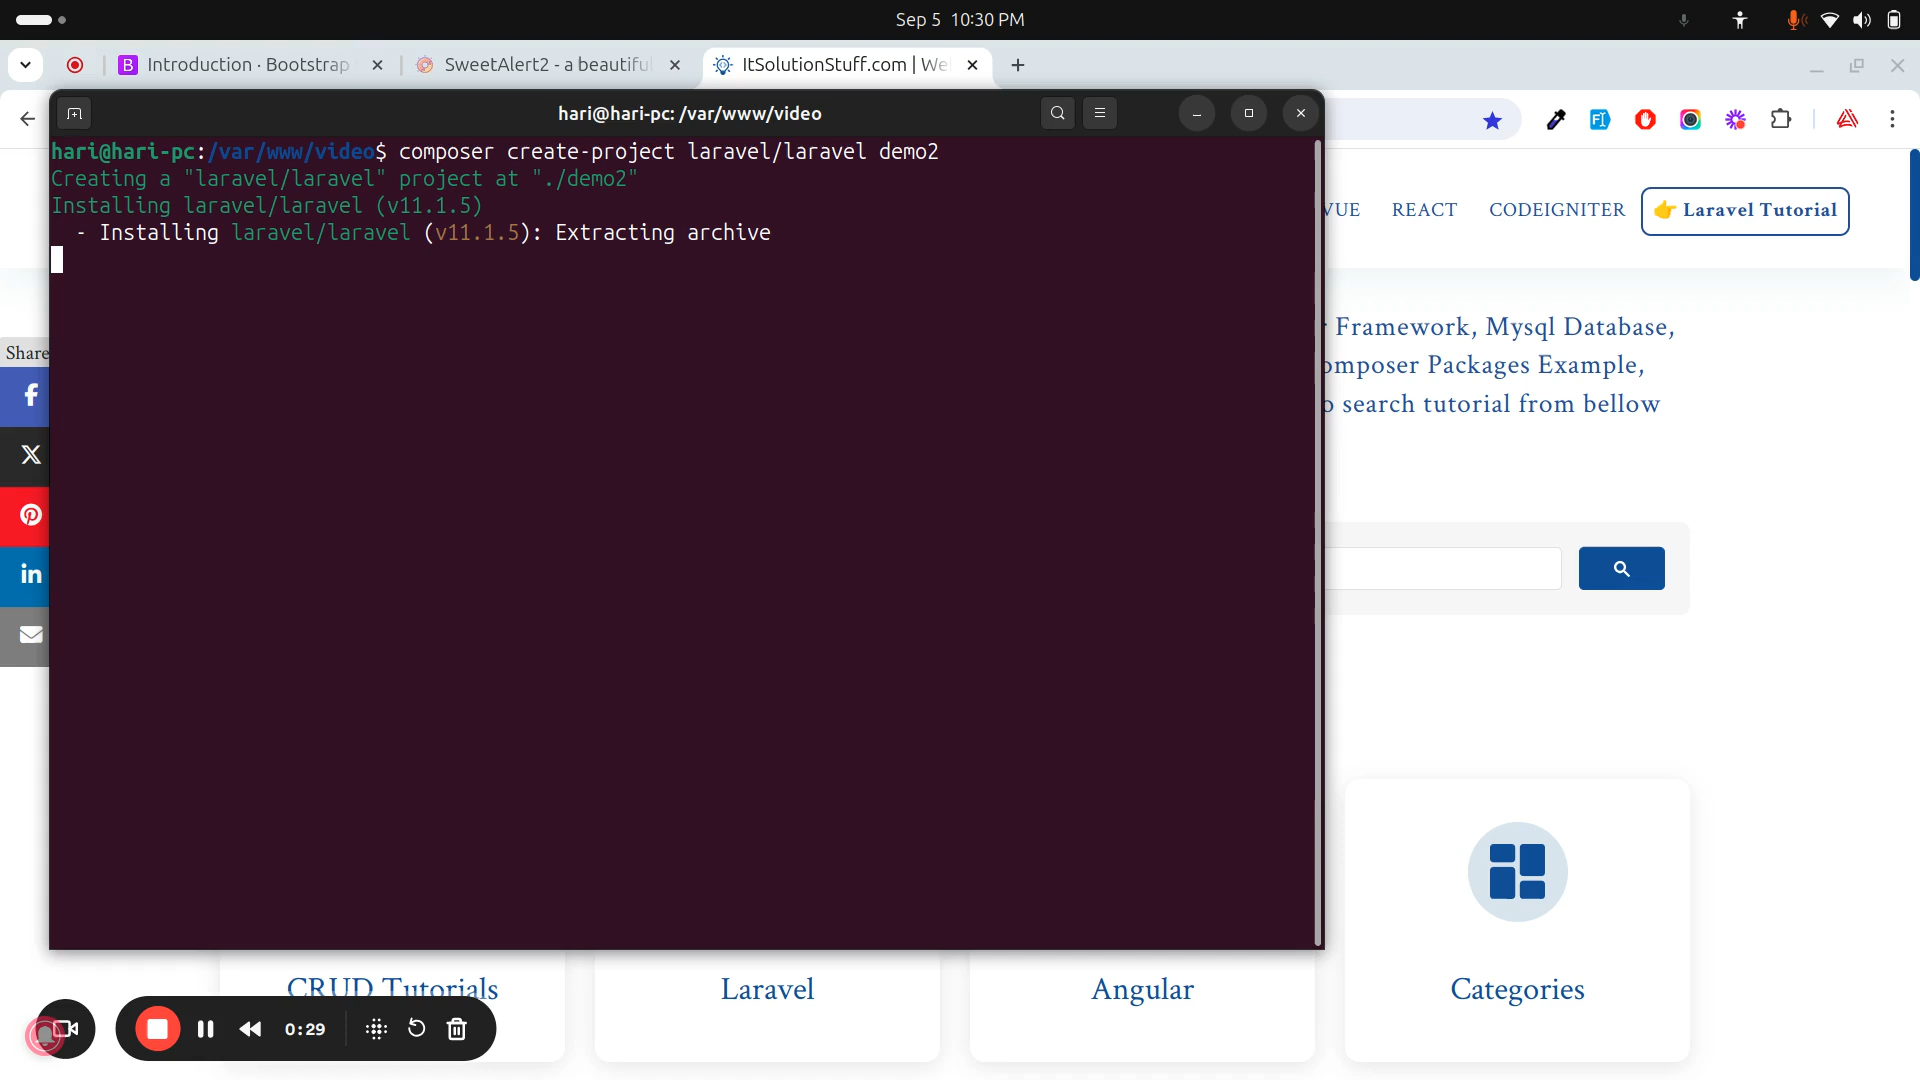 Sep 5 10:30 PM
Introduction · Bootstrap
SweetAlert2 - a beautiful
ItSolutionStuff.com | We
hari@hari-pc: /var/www/video
hari@hari-pc:/var/www/video$ composer create-project laravel/laravel demo2
Creating a "laravel/laravel" project at "./demo2"
Installing laravel/laravel (v11.1.5)
- Installing laravel/laravel (v11.1.5): Extracting archive
VUE
REACT
CODEIGNITER
👉 Laravel Tutorial
Framework, Mysql Database,
omposer Packages Example,
o search tutorial from bellow
Share
CRUD Tutorials
Laravel
Angular
Categories
0:29